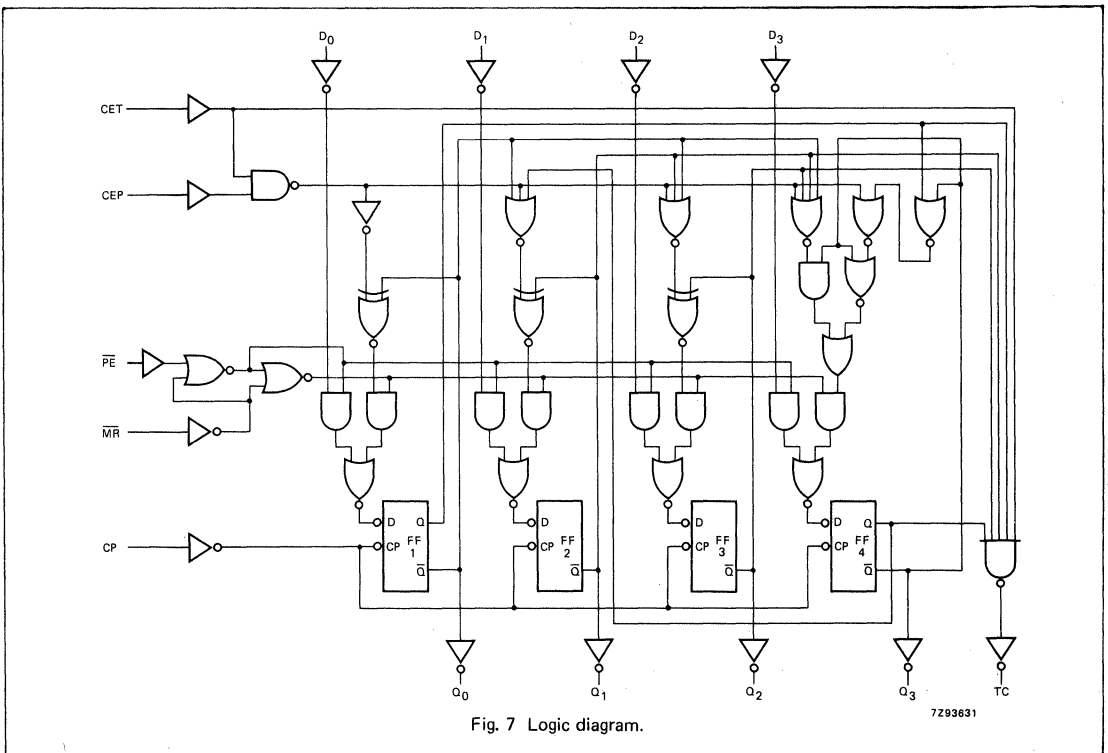 D0 D1 D2 D3
CET
CEP
PE
MR
D Q
CP FF 1
Q
D
CP FF 2
Q
D
CP FF 3
Q
D Q
CP FF 4
Q
CP
Q0 Q1 Q2 Q3 TC
7Z93631
Fig. 7 Logic diagram.